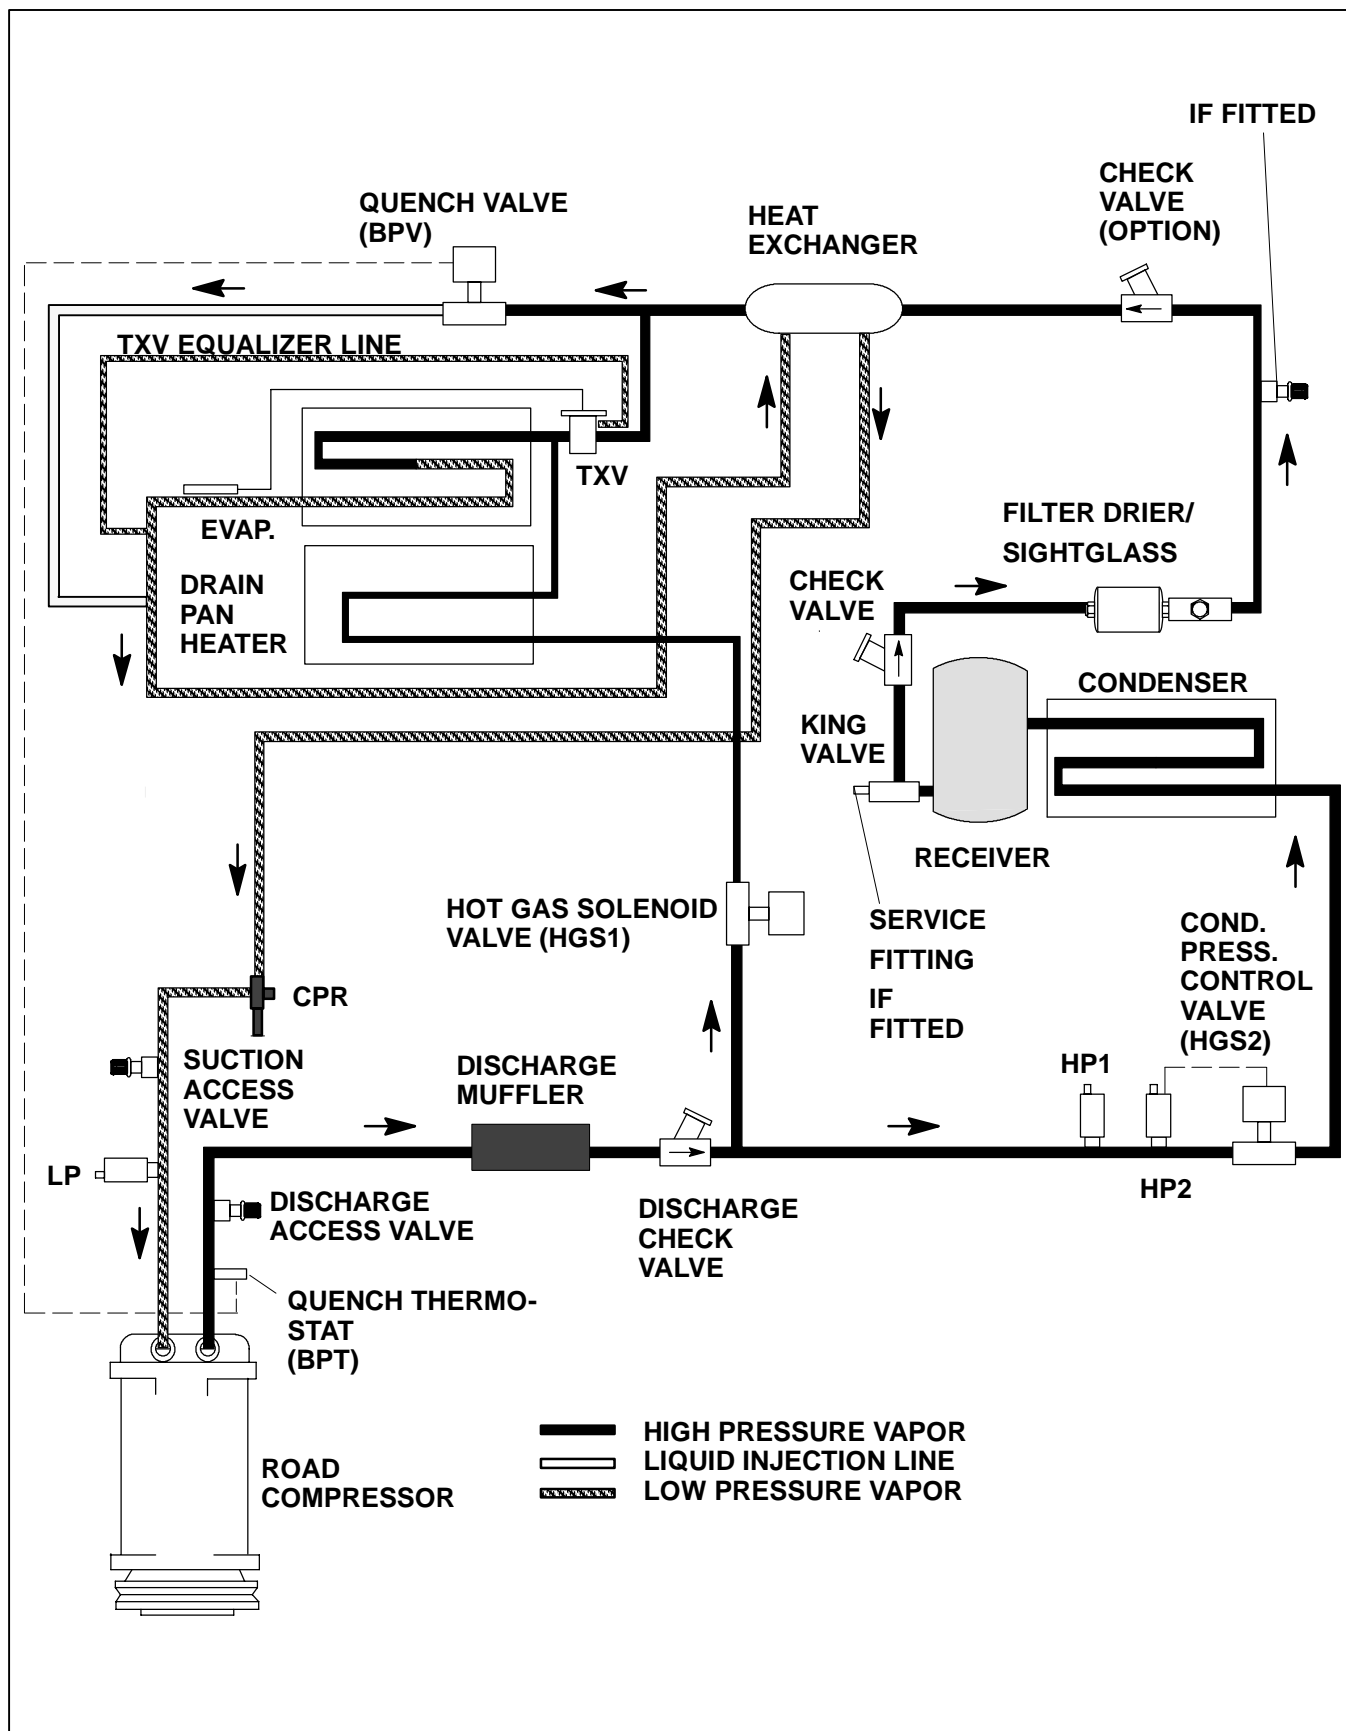 IF FITTED
CHECK
VALVE
(OPTION)
QUENCH VALVE
(BPV)
HEAT
EXCHANGER
TXV EQUALIZER LINE
TXV
EVAP.
FILTER DRIER/
SIGHTGLASS
DRAIN
PAN
HEATER
CHECK
VALVE
CONDENSER
KING
VALVE
RECEIVER
HOT GAS SOLENOID
VALVE (HGS1)
SERVICE
FITTING
IF
FITTED
COND.
PRESS.
CONTROL
VALVE
(HGS2)
CPR
SUCTION
ACCESS
VALVE
DISCHARGE
MUFFLER
HP1
LP
HP2
DISCHARGE
ACCESS VALVE
DISCHARGE
CHECK
VALVE
QUENCH THERMO-
STAT
(BPT)
HIGH PRESSURE VAPOR
LIQUID INJECTION LINE
LOW PRESSURE VAPOR
ROAD
COMPRESSOR